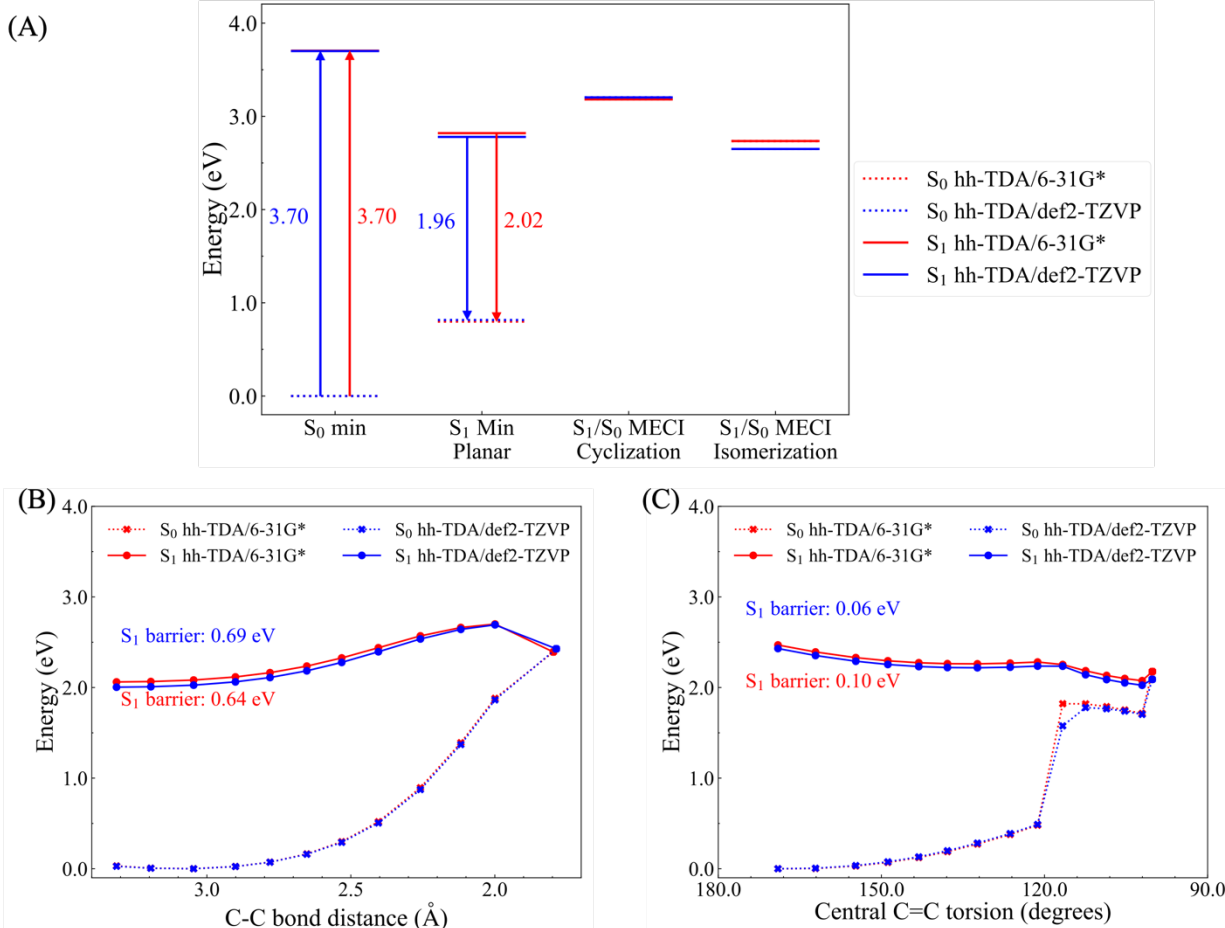 (A)
4.0
3.0
2.0
1.0
0.0
Energy (eV)
3.70
3.70
1.96
2.02
S₀ min
S₁ Min
Planar
S₁/S₀ MECI
Cyclization
S₁/S₀ MECI
Isomerization
S₀ hh-TDA/6-31G*
S₀ hh-TDA/def2-TZVP
S₁ hh-TDA/6-31G*
S₁ hh-TDA/def2-TZVP
(B)
4.0
3.0
2.0
1.0
0.0
Energy (eV)
S₀ hh-TDA/6-31G*
S₁ hh-TDA/6-31G*
S₀ hh-TDA/def2-TZVP
S₁ hh-TDA/def2-TZVP
S₁ barrier: 0.69 eV
S₁ barrier: 0.64 eV
3.0
2.5
2.0
C-C bond distance (Å)
(C)
4.0
3.0
2.0
1.0
0.0
Energy (eV)
S₀ hh-TDA/6-31G*
S₁ hh-TDA/6-31G*
S₀ hh-TDA/def2-TZVP
S₁ hh-TDA/def2-TZVP
S₁ barrier: 0.06 eV
S₁ barrier: 0.10 eV
180.0
150.0
120.0
90.0
Central C=C torsion (degrees)